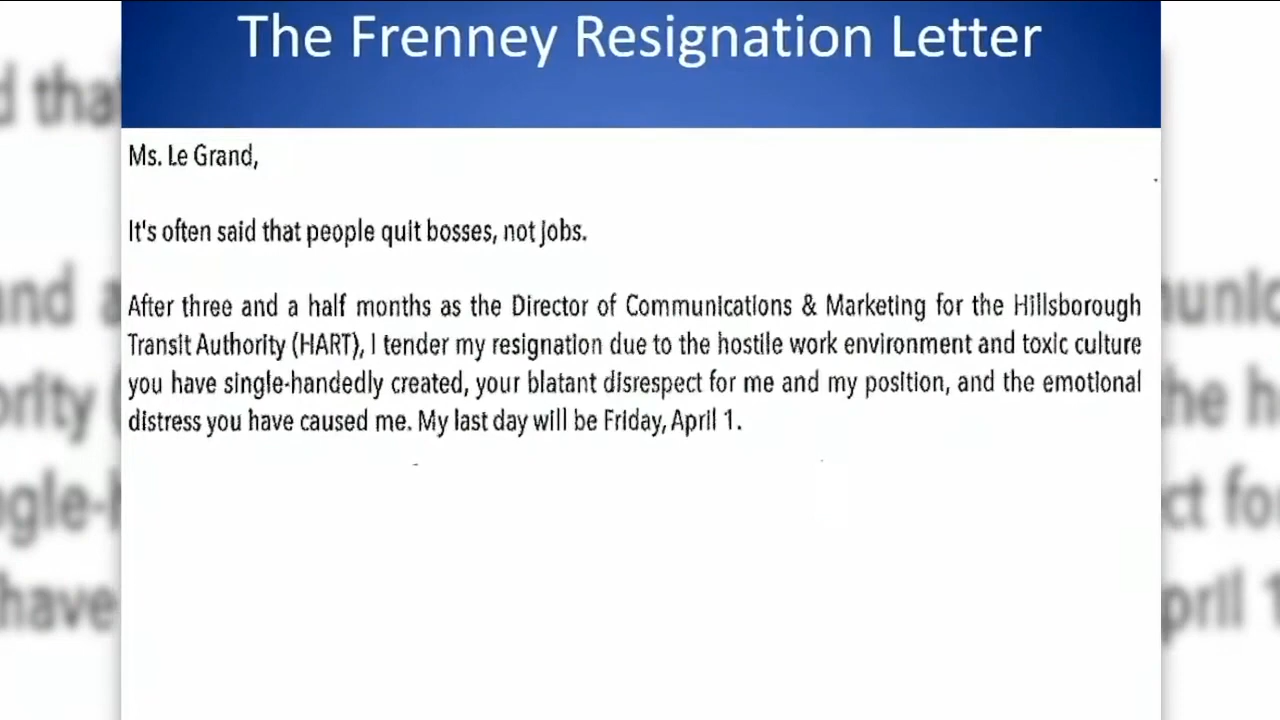 The Frenney Resignation Letter
Ms. Le Grand,
It's often said that people quit bosses, not jobs.
After three and a half months as the Director of Communications & Marketing for the Hillsborough
Transit Authority (HART), I tender my resignation due to the hostile work environment and toxic culture
you have single-handedly created, your blatant disrespect for me and my position, and the emotional
distress you have caused me. My last day will be Friday, April 1.